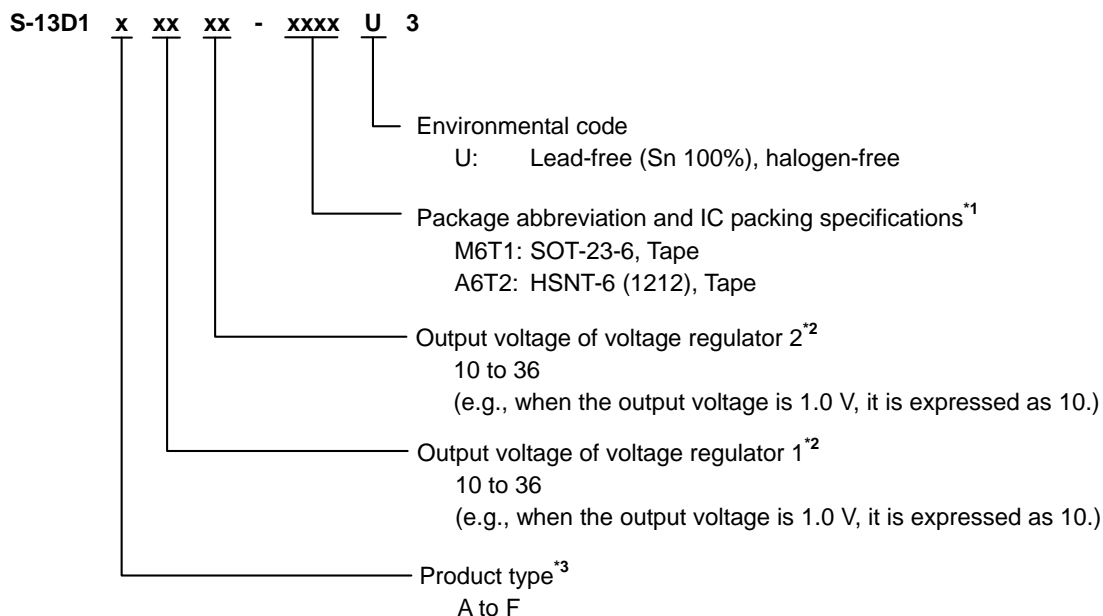 S-13D1 x xx xx - xxxx U 3
Environmental code
U: Lead-free (Sn 100%), halogen-free
Package abbreviation and IC packing specifications*1
M6T1: SOT-23-6, Tape
A6T2: HSNT-6 (1212), Tape
Output voltage of voltage regulator 2*2
10 to 36
(e.g., when the output voltage is 1.0 V, it is expressed as 10.)
Output voltage of voltage regulator 1*2
10 to 36
(e.g., when the output voltage is 1.0 V, it is expressed as 10.)
Product type*3
A to F